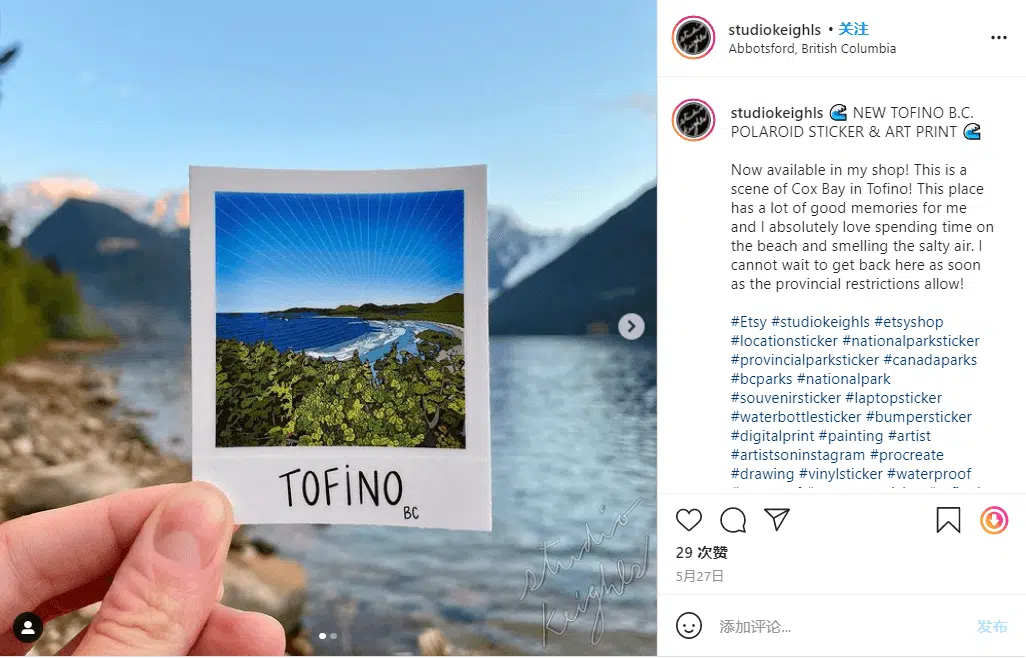 TOFINO
BC
studio
keighls
studiokeighls • 关注
Abbotsford, British Columbia
studiokeighls 🌊 NEW TOFINO B.C.
POLAROID STICKER & ART PRINT 🌊
Now available in my shop! This is a
scene of Cox Bay in Tofino! This place
has a lot of good memories for me
and I absolutely love spending time on
the beach and smelling the salty air. I
cannot wait to get back here as soon
as the provincial restrictions allow!
#Etsy #studiokeighls #etsyshop
#locationsticker #nationalparksticker
#provincialparksticker #canadaparks
#bcparks #nationalpark
#souvenirsticker #laptopsticker
#waterbottlesticker #bumpersticker
#digitalprint #painting #artist
#artistsoninstagram #procreate
#drawing #vinylsticker #waterproof
29 次赞
5月27日
添加评论...
发布